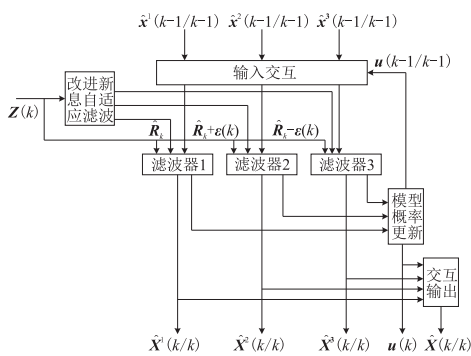 x̂¹(k−1/k−1) x̂²(k−1/k−1) x̂³(k−1/k−1)
输入交互
u(k−1/k−1)
Z(k)
改进新
息自适
应滤波
R̂ₖ
R̂ₖ+ε(k)
R̂ₖ−ε(k)
滤波器1
滤波器2
滤波器3
模型
概率
更新
交互
输出
X̂¹(k/k) X̂²(k/k) X̂³(k/k) u(k) X̂(k/k)